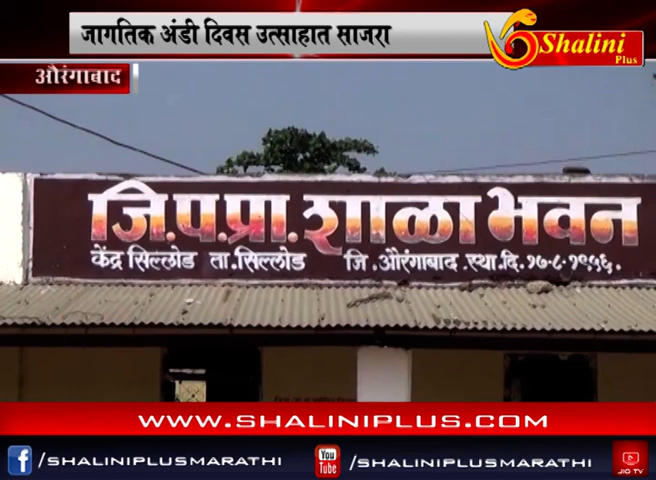 जागतिक अंडी दिवस उत्साहात साजरा
Shalini
Plus
औरंगाबाद
जि.प.प्रा.शाळा भवन
केंद्र सिल्लोड ता.सिल्लोड जि.औरंगाबाद.स्था.दि.१७-८-१९५६.
WWW.SHALINIPLUS.COM
f /SHALINIPLUSMARATHI
You Tube /SHALINIPLUSMARATHI
JIO TV